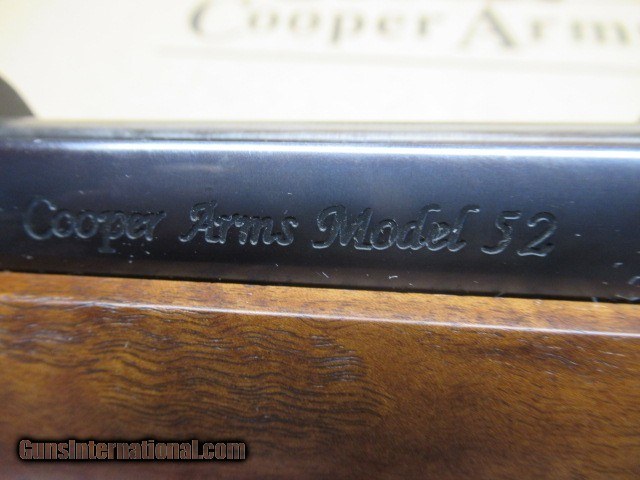 Cooper Arms
Cooper Arms Model 52
GunsInternational.com